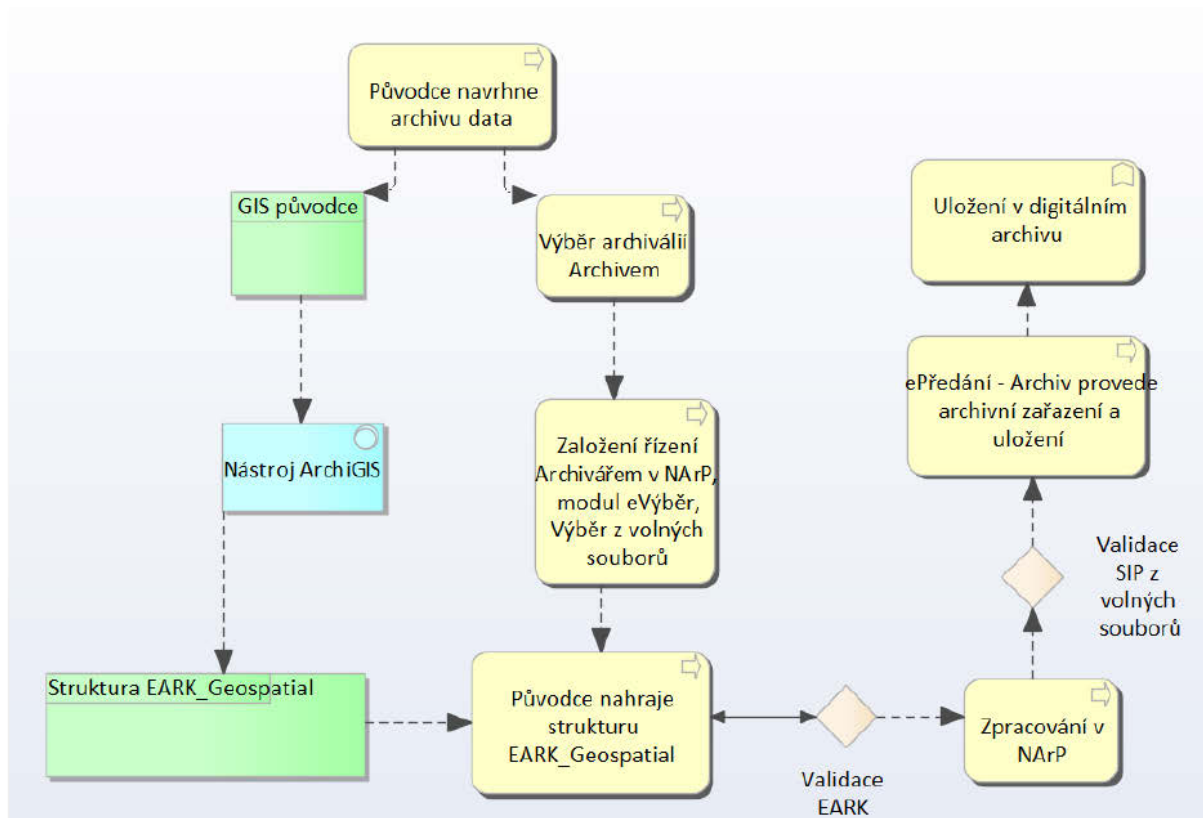 Původce navrhne
archivu data
GIS původce
Výběr archiválií
Archivem
Uložení v digitálním
archivu
ePředání - Archiv provede
archivní zařazení a
uložení
Nástroj ArchiGIS
Založení řízení
Archivářem v NArP,
modul eVýběr,
Výběr z volných
souborů
Validace
SIP z
volných
souborů
Struktura EARK_Geospatial
Původce nahraje
strukturu
EARK_Geospatial
Validace
EARK
Zpracování v
NArP